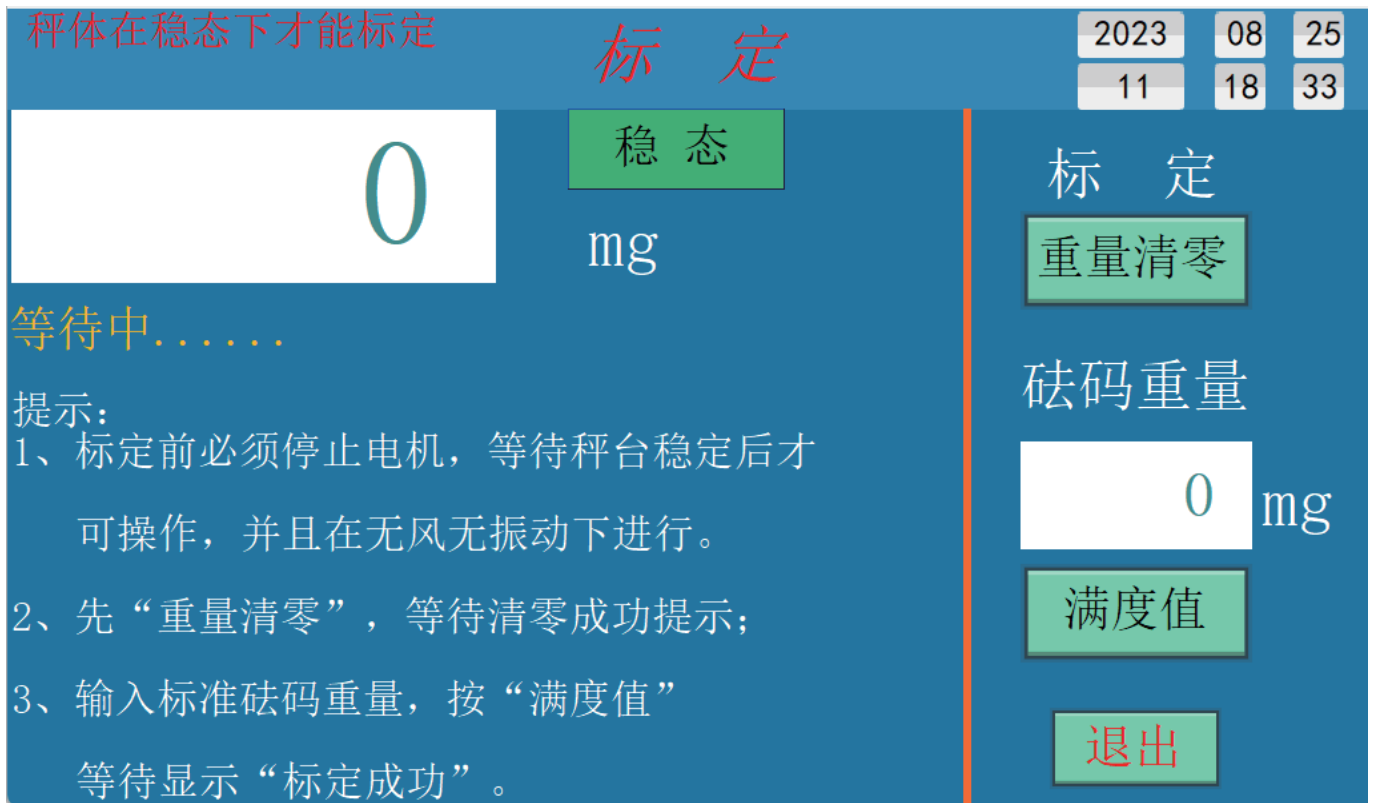 秤体在稳态下才能标定
标 定
2023 08 25
11 18 33
0
稳 态
mg
等待中......
提示:
1、标定前必须停止电机，等待秤台稳定后才
可操作，并且在无风无振动下进行。
2、先“重量清零”，等待清零成功提示;
3、输入标准砝码重量，按“满度值”
等待显示“标定成功”。
标 定
重量清零
砝码重量
0 mg
满度值
退出